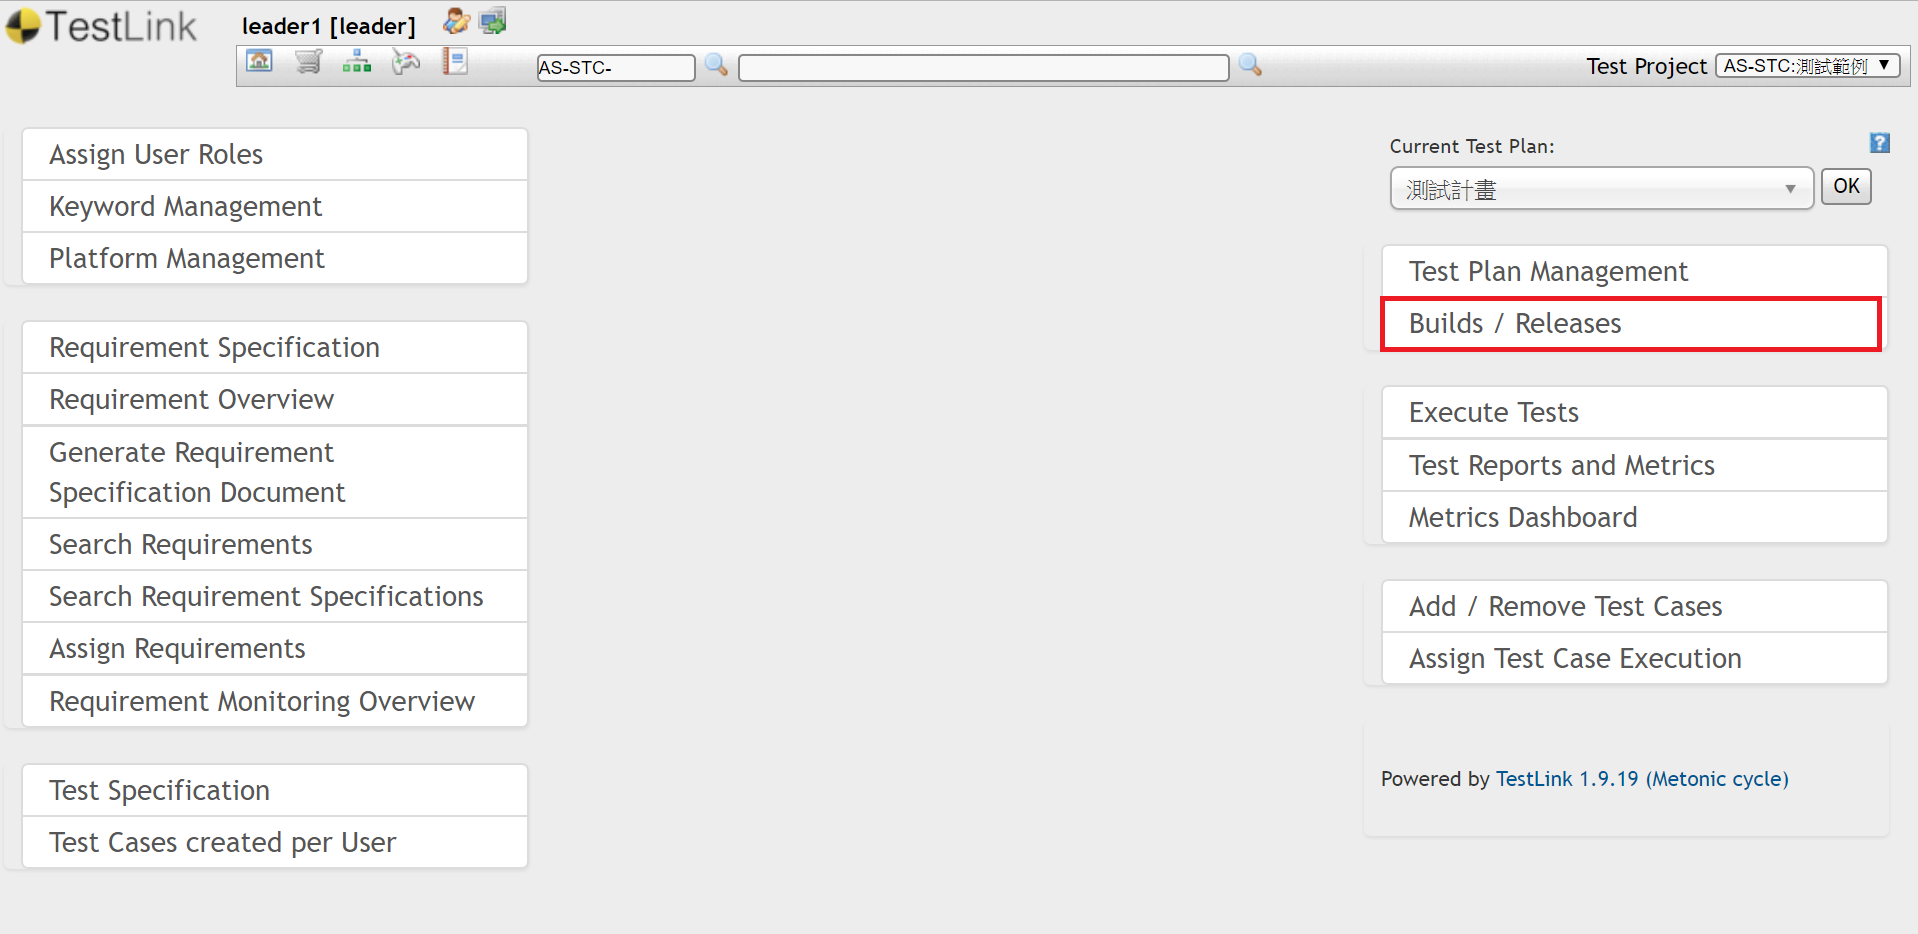 TestLink
leader1 [leader]
AS-STC-
Test Project AS-STC:測試範例
Assign User Roles
Keyword Management
Platform Management
Requirement Specification
Requirement Overview
Generate Requirement
Specification Document
Search Requirements
Search Requirement Specifications
Assign Requirements
Requirement Monitoring Overview
Test Specification
Test Cases created per User
Current Test Plan:
?
測試計畫 OK
Test Plan Management
Builds / Releases
Execute Tests
Test Reports and Metrics
Metrics Dashboard
Add / Remove Test Cases
Assign Test Case Execution
Powered by TestLink 1.9.19 (Metonic cycle)